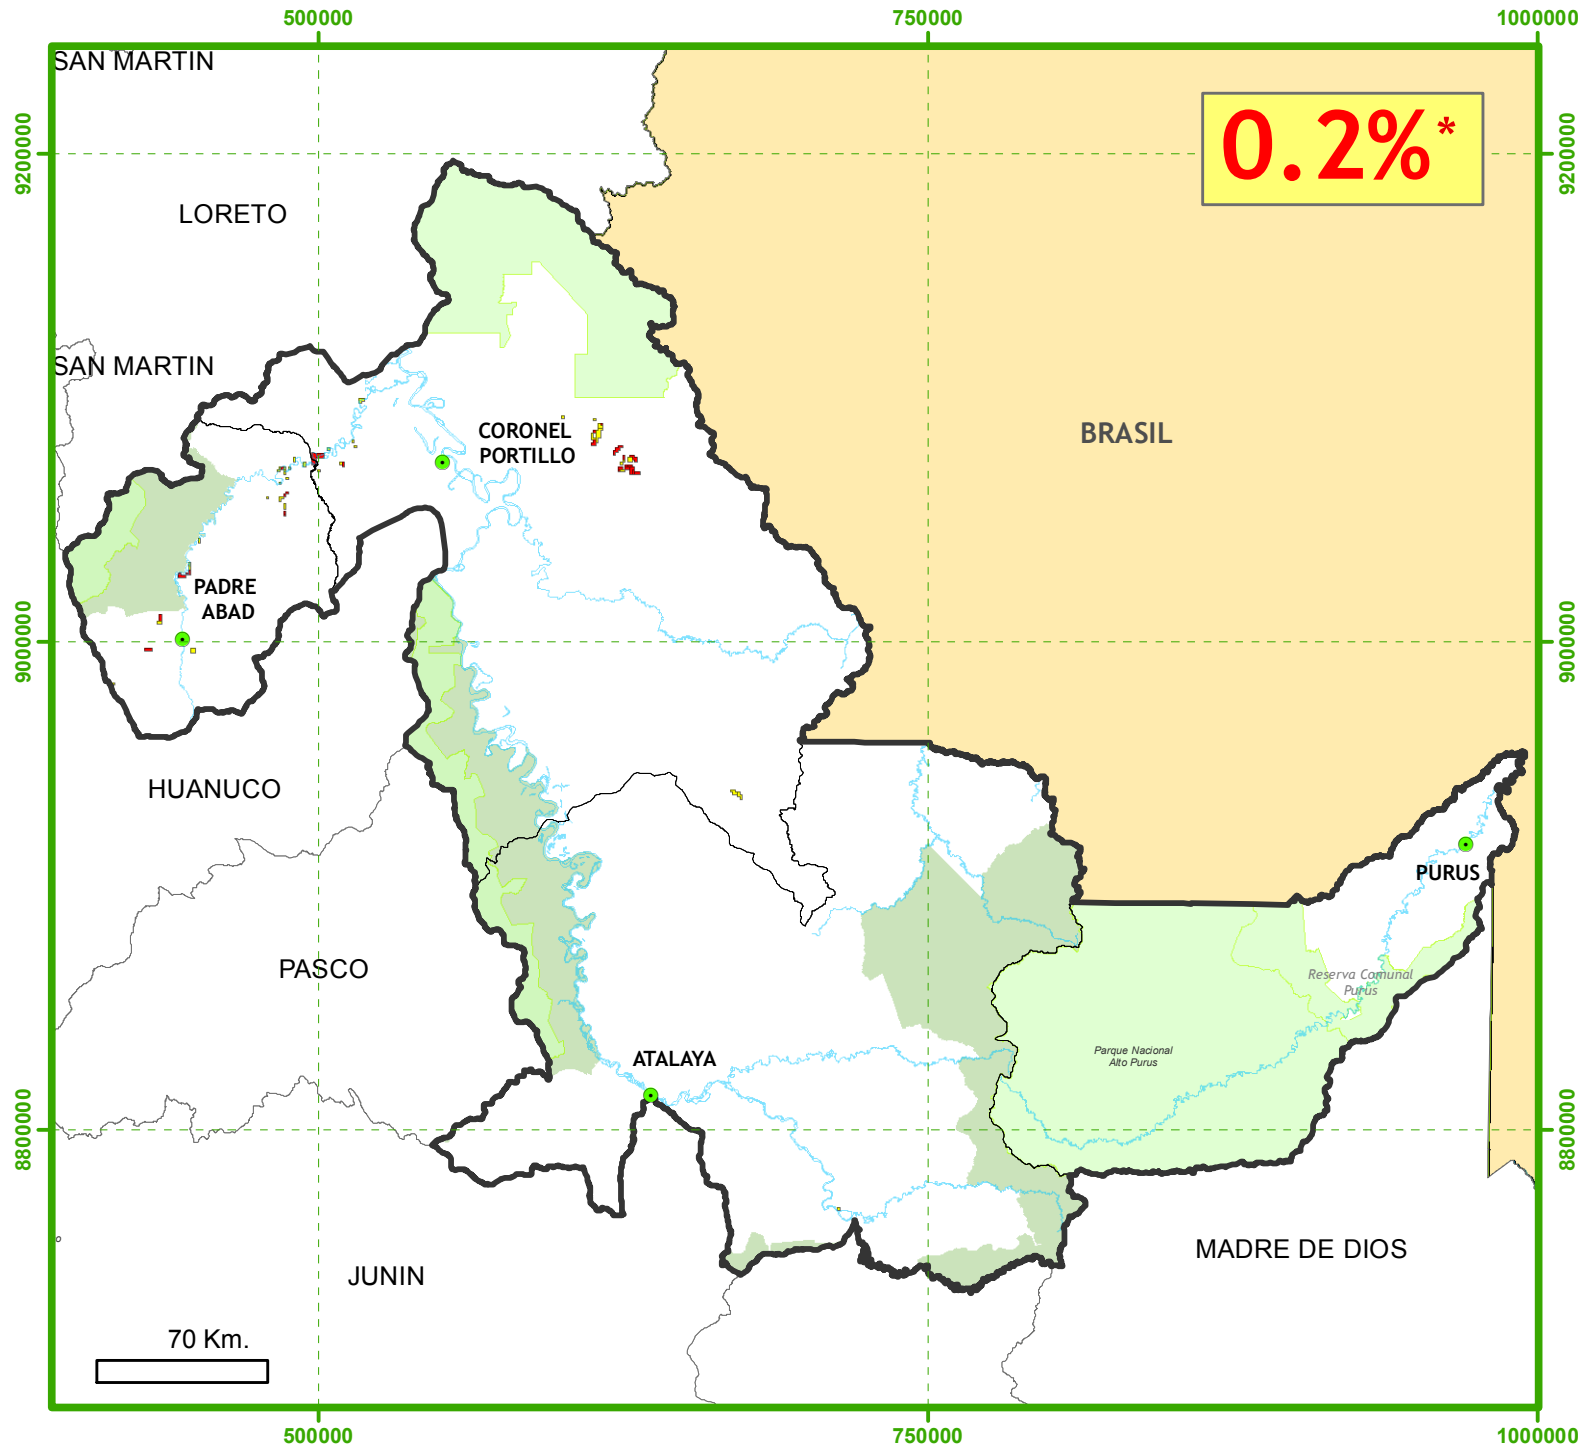 500000
750000
1000000
SAN MARTIN
0.2%*
9200000
9200000
LORETO
SAN MARTIN
CORONEL
PORTILLO
BRASIL
PADRE
ABAD
9000000
9000000
HUANUCO
PURUS
PASCO
Reserva Comunal
Purus
ATALAYA
Parque Nacional
Alto Purus
8800000
8800000
MADRE DE DIOS
JUNIN
70 Km.
500000
750000
1000000